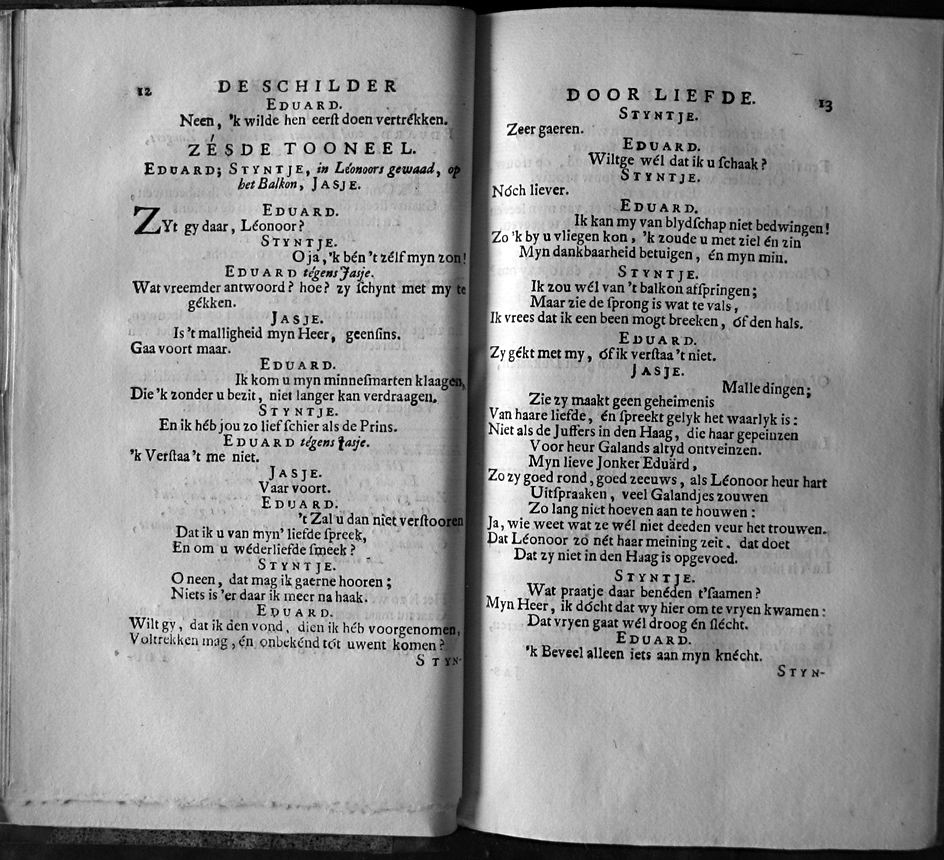 12 DE SCHILDER
EDUARD.
Neen, 'k wilde hen eerſt doen vertrékken.
ZÉSDE TOONEEL.
EDUARD; STYNTJE, in Léonoors gewaad, op
het Balkon, JASJE.
EDUARD.
ZYt gy daar, Léonoor?
STYNTJE.
O ja, 'k bén 't zélf myn zon!
EDUARD tégens Jasje.
Wat vreemder antwoord? hoe? zy ſchynt met my te
gékken.
JASJE.
Is 't malligheid myn Heer, geenſins.
Gaa voort maar.
EDUARD.
Ik kom u myn minneſmarten klaagen,
Die 'k zonder u bezit, niet langer kan verdraagen.
STYNTJE.
En ik héb jou zo lief ſchier als de Prins.
EDUARD tégens Jasje.
'k Verſtaa 't me niet.
JASJE.
Vaar voort.
EDUARD.
't Zal u dan niet verſtooren
Dat ik u van myn' liefde ſpreek,
En om u wéderliefde ſmeek?
STYNTJE.
O neen, dat mag ik gaerne hooren;
Niets is 'er daar ik meer na haak.
EDUARD.
Wilt gy, dat ik den vond, dien ik héb voorgenomen,
Voltrekken mag, én onbekénd tót uwent komen?
STYN-
DOOR LIEFDE. 13
STYNTJE.
Zeer gaeren.
EDUARD.
Wiltge wél dat ik u ſchaak?
STYNTJE.
Nóch liever.
EDUARD.
Ik kan my van blydſchap niet bedwingen!
Zo 'k by u vliegen kon, 'k zoude u met ziel én zin
Myn dankbaarheid betuigen, én myn min.
STYNTJE.
Ik zou wél van 't balkon afſpringen;
Maar zie de ſprong is wat te vals,
Ik vrees dat ik een been mogt breeken, óf den hals.
EDUARD.
Zy gékt met my, óf ik verſtaa 't niet.
JASJE.
Malle dingen;
Zie zy maakt geen geheimenis
Van haare liefde, én ſpreekt gelyk het waarlyk is:
Niet als de Juffers in den Haag, die haar gepeinzen
Voor heur Galands altyd ontveinzen.
Myn lieve Jonker Eduärd,
Zo zy goed rond, goed zeeuws, als Léonoor heur hart
Uitſpraaken, veel Galandjes zouwen
Zo lang niet hoeven aan te houwen:
Ja, wie weet wat ze wél niet deeden veur het trouwen.
Dat Léonoor zo nét haar meining zeit, dat doet
Dat zy niet in den Haag is opgevoed.
STYNTJE.
Wat praatje daar benéden t'ſaamen?
Myn Heer, ik dócht dat wy hier om te vryen kwamen:
Dat vryen gaat wél droog én ſlécht.
EDUARD.
'k Beveel alleen iets aan myn knécht.
STYN-